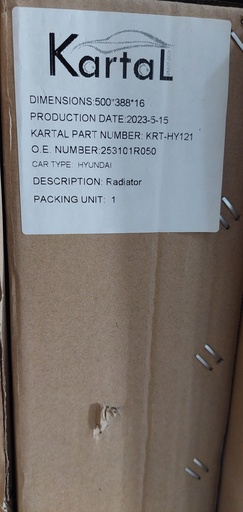 Kartal
DIMENSIONS:500*388*16
PRODUCTION DATE:2023-5-15
KARTAL PART NUMBER: KRT-HY121
O.E. NUMBER:253101R050
CAR TYPE: HYUNDAI
DESCRIPTION: Radiator
PACKING UNIT: 1